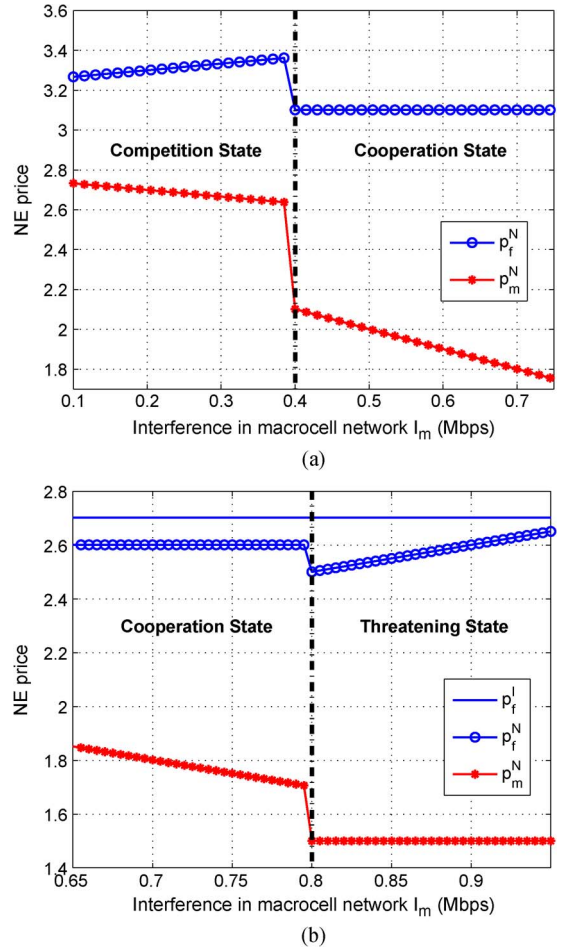 3.6
3.4
3.2
3
2.8
2.6
2.4
2.2
2
1.8
NE price
Competition State
Cooperation State
p_f^N
p_m^N
0.1 0.2 0.3 0.4 0.5 0.6 0.7
Interference in macrocell network I_m (Mbps)
(a)
2.8
2.6
2.4
2.2
2
1.8
1.6
1.4
NE price
Cooperation State
Threatening State
p_f^I
p_f^N
p_m^N
0.65 0.7 0.75 0.8 0.85 0.9
Interference in macrocell network I_m (Mbps)
(b)